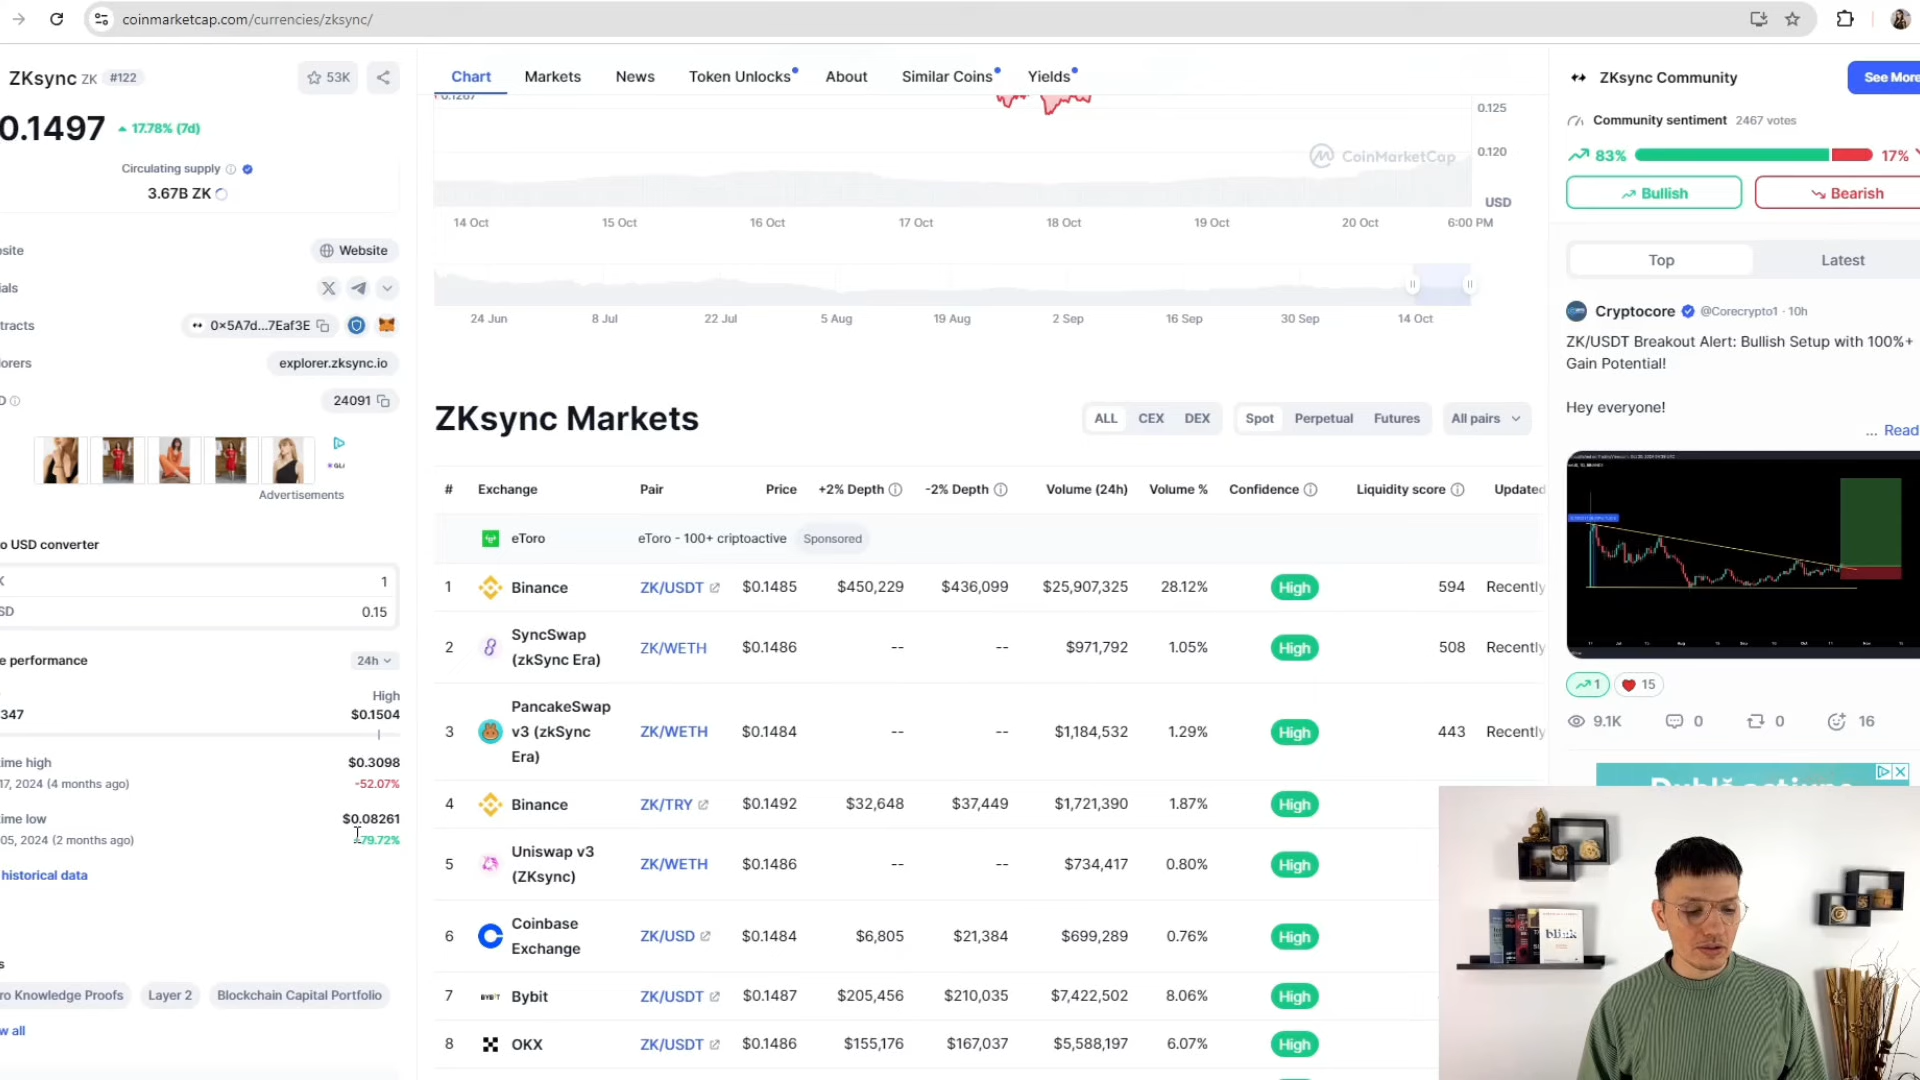 coinmarketcap.com/currencies/zksync/
ZKsync ZK #122
53K
0.1497
17.78% (7d)
Circulating supply
3.67B ZK
site
Website
ials
tracts
0x5A7d...7Eaf3E
orers
explorer.zksync.io
D
24091
GLI
Advertisements
o USD converter
K
1
SD
0.15
e performance
24h
High
347
$0.1504
ime high
$0.3098
17, 2024 (4 months ago)
-52.07%
ime low
$0.08261
05, 2024 (2 months ago)
+79.72%
historical data
s
ro Knowledge Proofs
Layer 2
Blockchain Capital Portfolio
w all
Chart
Markets
News
Token Unlocks
About
Similar Coins
Yields
0.1267
0.125
0.120
CoinMarketCap
USD
14 Oct
15 Oct
16 Oct
17 Oct
18 Oct
19 Oct
20 Oct
6:00 PM
24 Jun
8 Jul
22 Jul
5 Aug
19 Aug
2 Sep
16 Sep
30 Sep
14 Oct
ZKsync Markets
ALL CEX DEX
Spot Perpetual Futures
All pairs
# Exchange Pair Price +2% Depth -2% Depth Volume (24h) Volume % Confidence Liquidity score Updated
eToro eToro - 100+ criptoactive Sponsored
1 Binance ZK/USDT $0.1485 $450,229 $436,099 $25,907,325 28.12% High 594 Recently
2 SyncSwap (zkSync Era) ZK/WETH $0.1486 -- -- $971,792 1.05% High 508 Recently
3 PancakeSwap v3 (zkSync Era) ZK/WETH $0.1484 -- -- $1,184,532 1.29% High 443 Recently
4 Binance ZK/TRY $0.1492 $32,648 $37,449 $1,721,390 1.87% High
5 Uniswap v3 (ZKsync) ZK/WETH $0.1486 -- -- $734,417 0.80% High
6 Coinbase Exchange ZK/USD $0.1484 $6,805 $21,384 $699,289 0.76% High
7 Bybit ZK/USDT $0.1487 $205,456 $210,035 $7,422,502 8.06% High
8 OKX ZK/USDT $0.1486 $155,176 $167,037 $5,588,197 6.07% High
ZKsync Community
See More
Community sentiment 2467 votes
83%
17%
Bullish
Bearish
Top
Latest
Cryptocore @Corecrypto1 · 10h
ZK/USDT Breakout Alert: Bullish Setup with 100%+
Gain Potential!
Hey everyone!
... Read
1
15
9.1K
0
0
16
blink